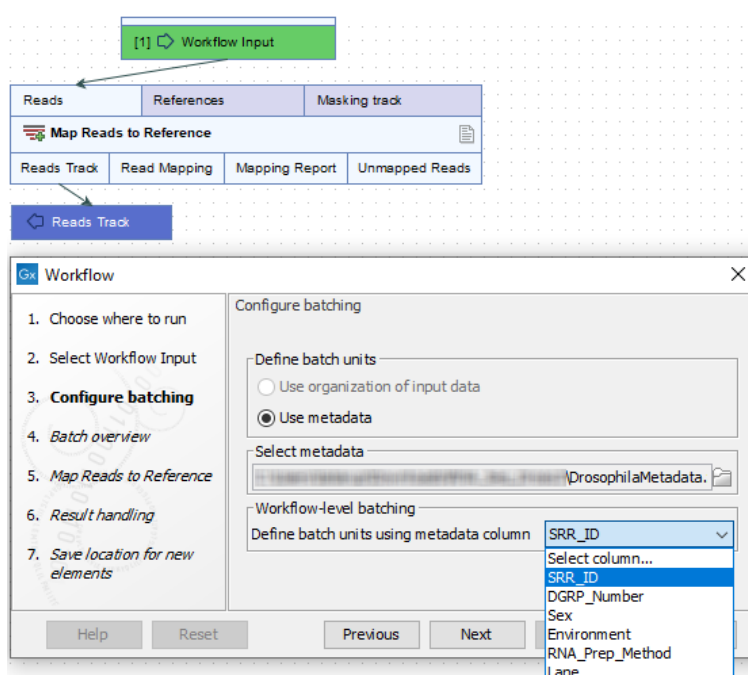 [1] Workflow Input
Reads References Masking track
Map Reads to Reference
Reads Track Read Mapping Mapping Report Unmapped Reads
Reads Track
Gx Workflow
1. Choose where to run
2. Select Workflow Input
3. Configure batching
4. Batch overview
5. Map Reads to Reference
6. Result handling
7. Save location for new
elements
Configure batching
Define batch units
Use organization of input data
Use metadata
Select metadata
\DrosophilaMetadata.
Workflow-level batching
Define batch units using metadata column SRR_ID
Select column...
SRR_ID
DGRP_Number
Sex
Environment
RNA_Prep_Method
Lane
Help Reset Previous Next